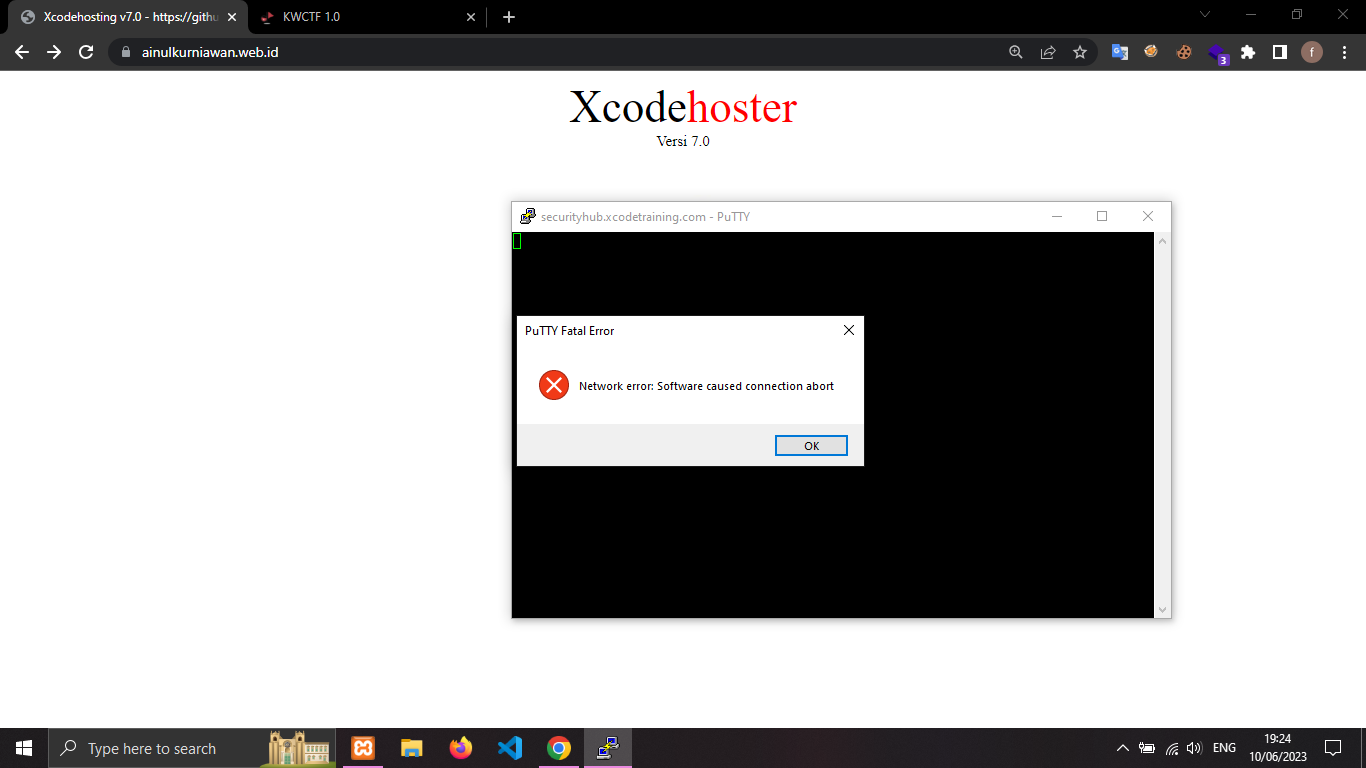 Xcodehosting v7.0 - https://githu
KWCTF 1.0
ainulkurniawan.web.id
3
f
Xcodehoster
Versi 7.0
securityhub.xcodetraining.com - PuTTY
PuTTY Fatal Error
Network error: Software caused connection abort
OK
Type here to search
ENG
19:24
10/06/2023